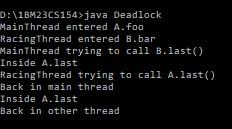 D:\1BM23CS154>java Deadlock
MainThread entered A.foo
RacingThread entered B.bar
MainThread trying to call B.last()
Inside A.last
RacingThread trying to call A.last()
Back in main thread
Inside A.last
Back in other thread